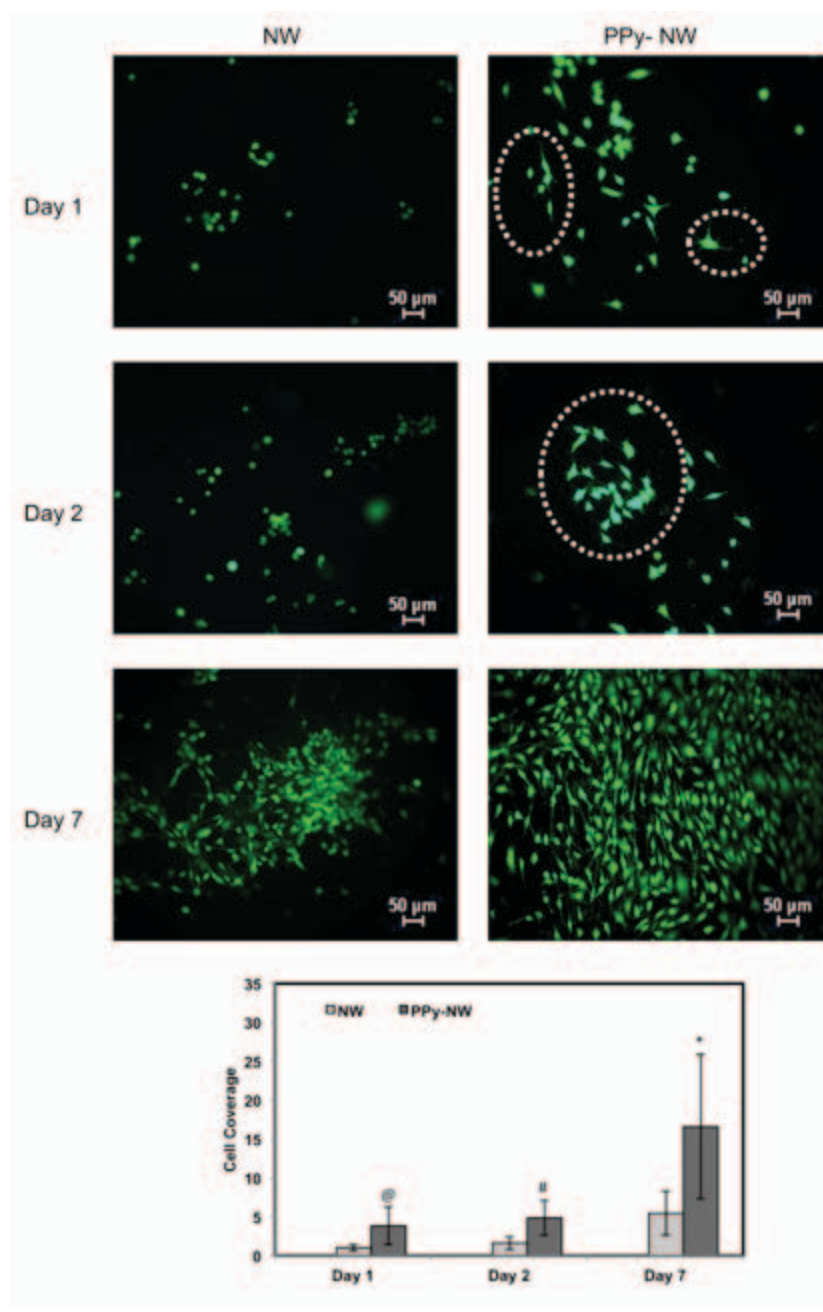 NW PPy- NW
Day 1
50 µm 50 µm
Day 2
50 µm 50 µm
Day 7
50 µm 50 µm
35
30
25
20
15
10
5
0
Cell Coverage
NW PPy-NW
@ # *
Day 1 Day 2 Day 7